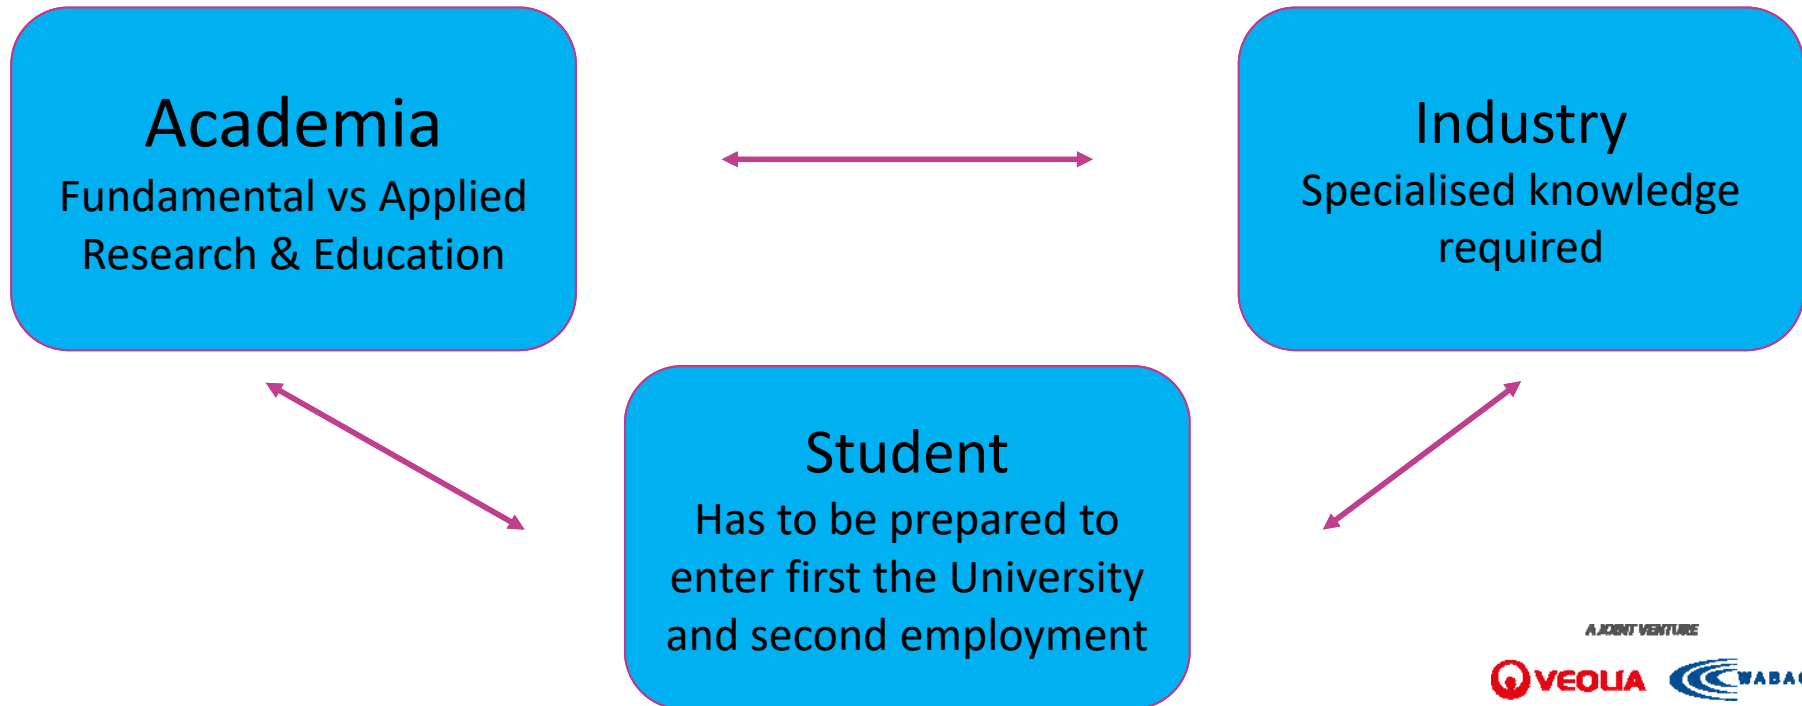 Academia
Fundamental vs Applied
Research & Education
Industry
Specialised knowledge
required
Student
Has to be prepared to
enter first the University
and second employment
A JOINT VENTURE
VEOLIA
WABAG